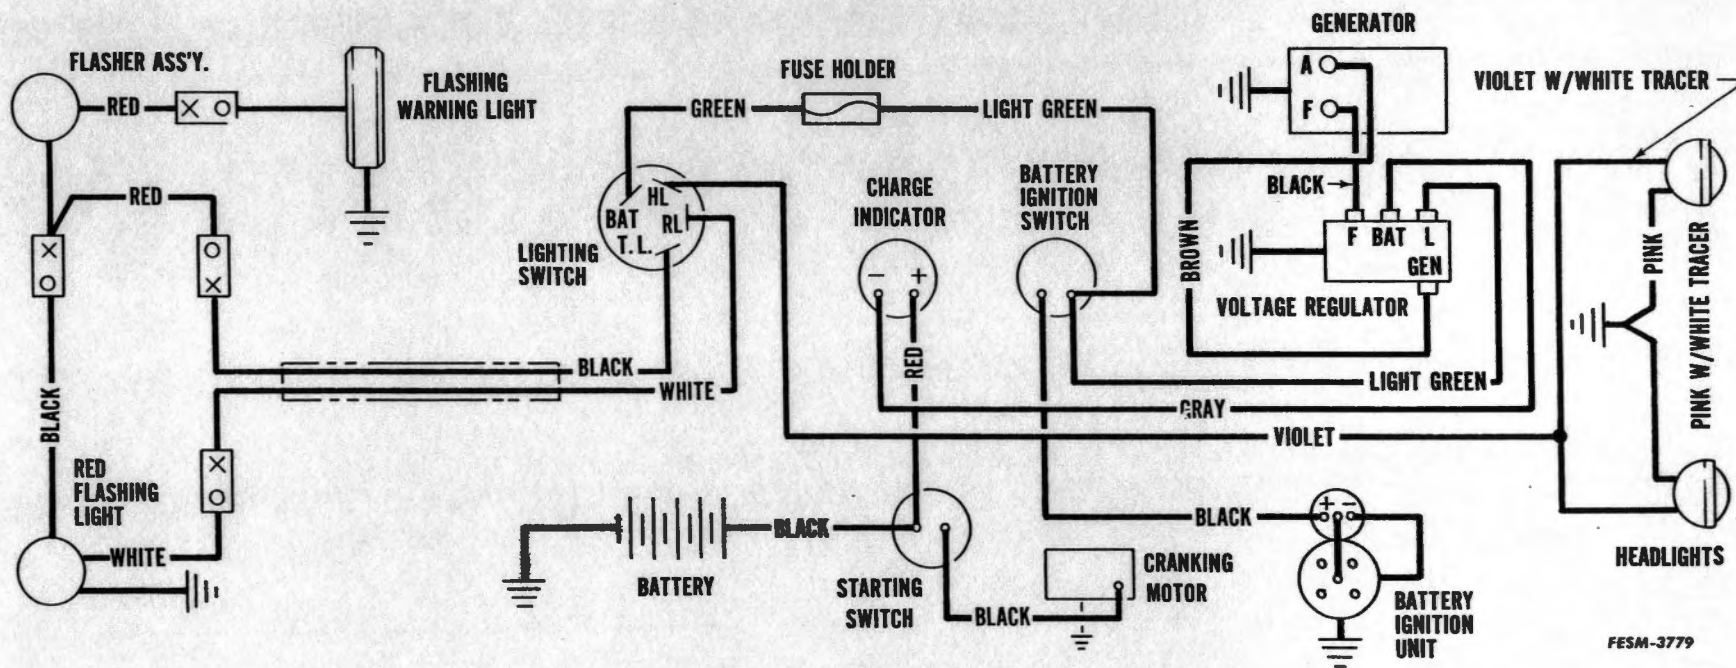 GENERATOR
FLASHER ASS'Y.
FLASHING
WARNING LIGHT
FUSE HOLDER
A
F
VIOLET W/WHITE TRACER
RED
X O
GREEN
LIGHT GREEN
BATTERY
IGNITION
SWITCH
CHARGE
INDICATOR
BLACK
RED
HL
BAT
RL
T.L.
LIGHTING
SWITCH
F BAT L
GEN
BROWN
PINK
PINK W/WHITE TRACER
X
O
O
X
- +
VOLTAGE REGULATOR
BLACK
WHITE
RED
LIGHT GREEN
GRAY
VIOLET
BLACK
RED
FLASHING
LIGHT
X
O
BLACK
BLACK
+ -
WHITE
BATTERY
STARTING
SWITCH
CRANKING
MOTOR
BLACK
BATTERY
IGNITION
UNIT
HEADLIGHTS
FESM-3779